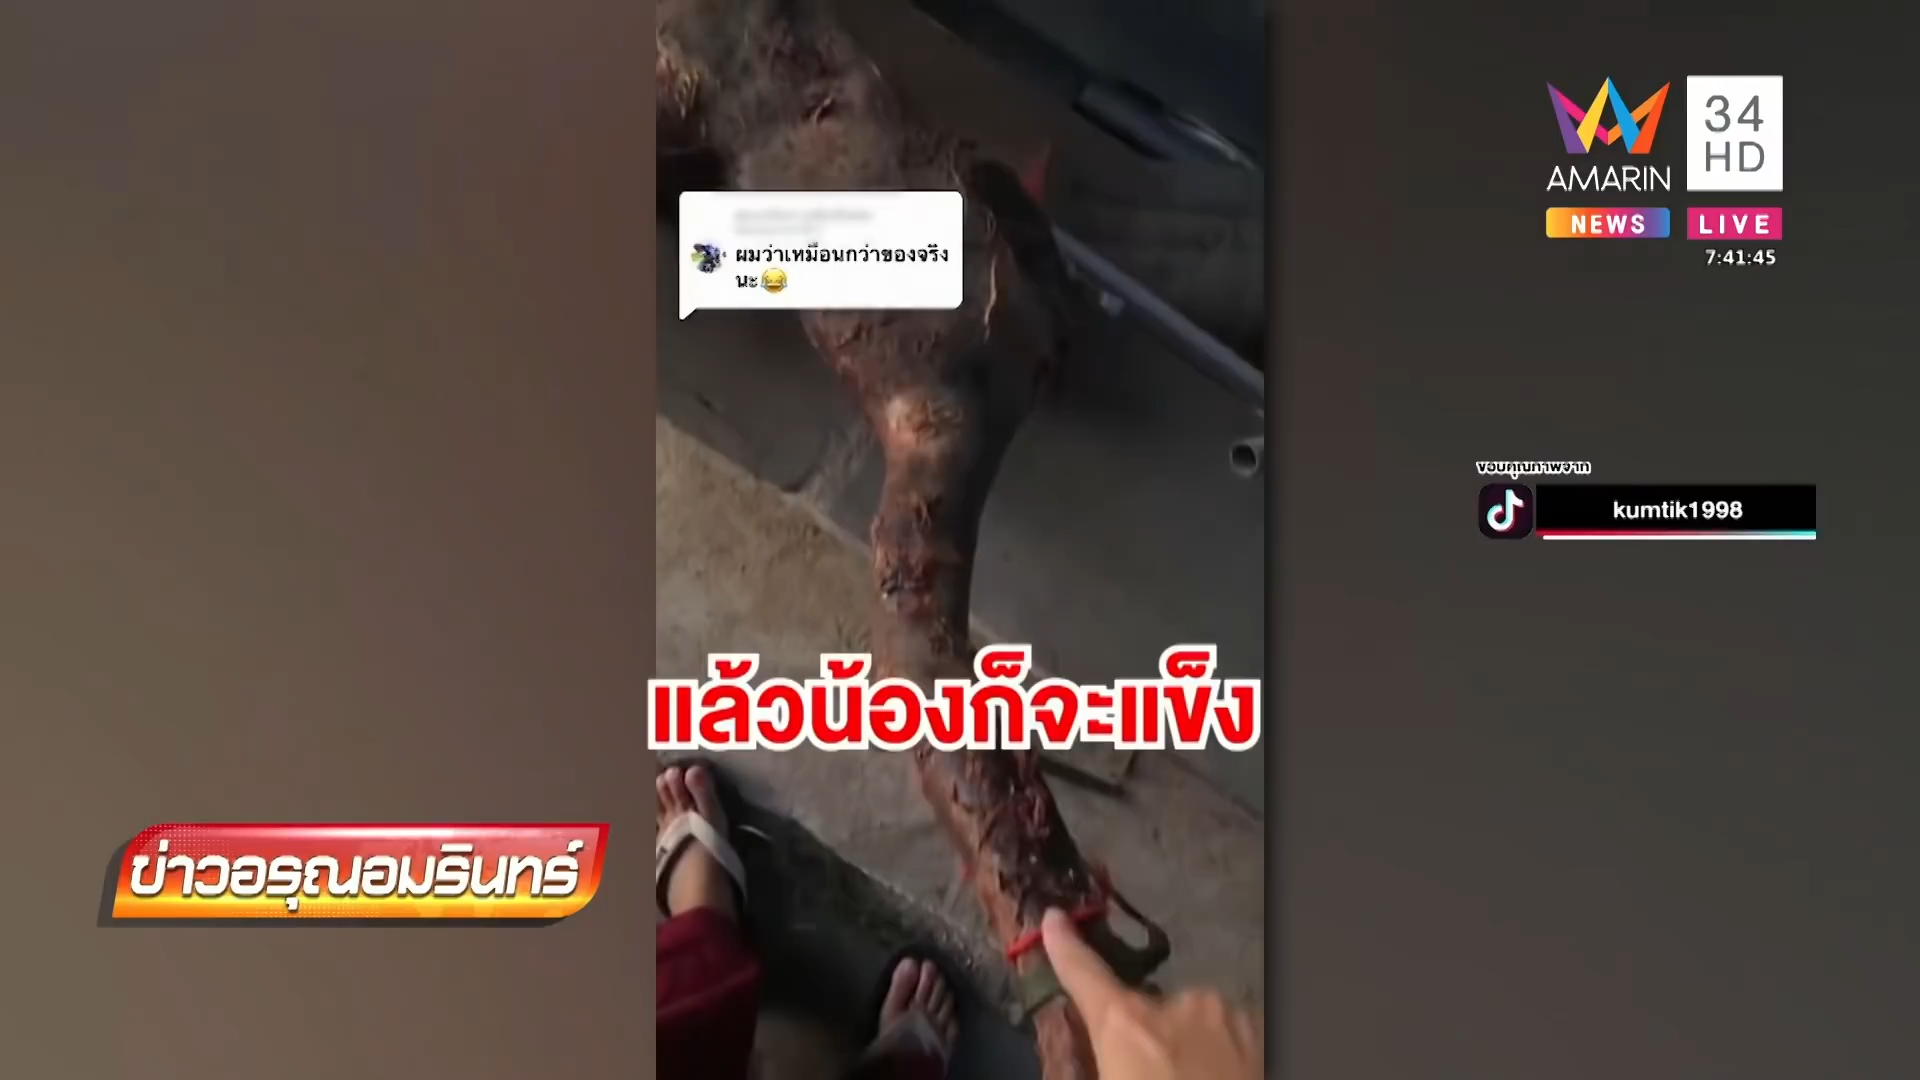 AMARIN
34
HD
NEWS
LIVE
7:41:45
ผมว่าเหมือนกว่าของจริง
นะ😂
ขอบคุณภาพจาก
kumtik1998
แล้วน้องก็จะแข็ง
ข่าวอรุณอมรินทร์